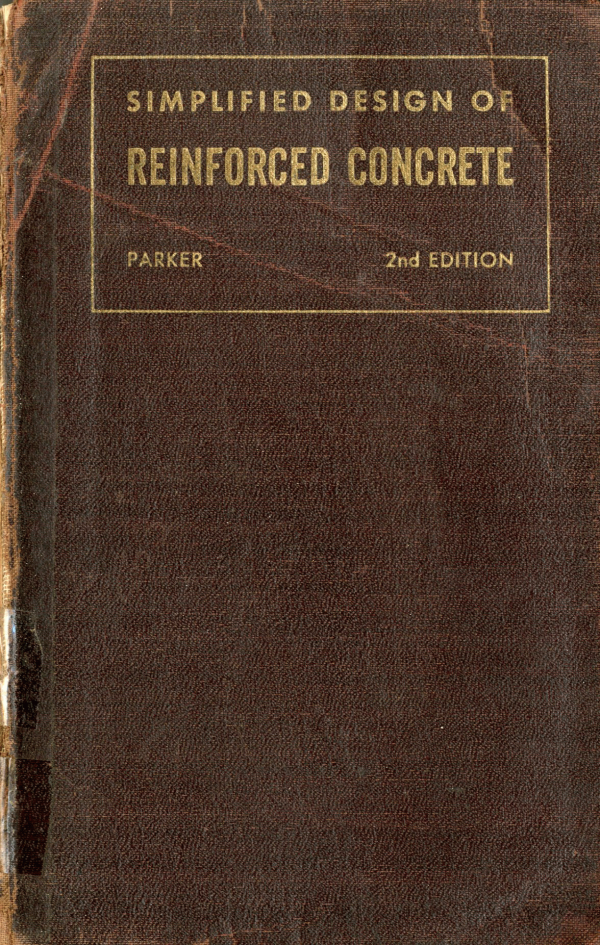 SIMPLIFIED DESIGN OF
REINFORCED CONCRETE
PARKER 2nd EDITION